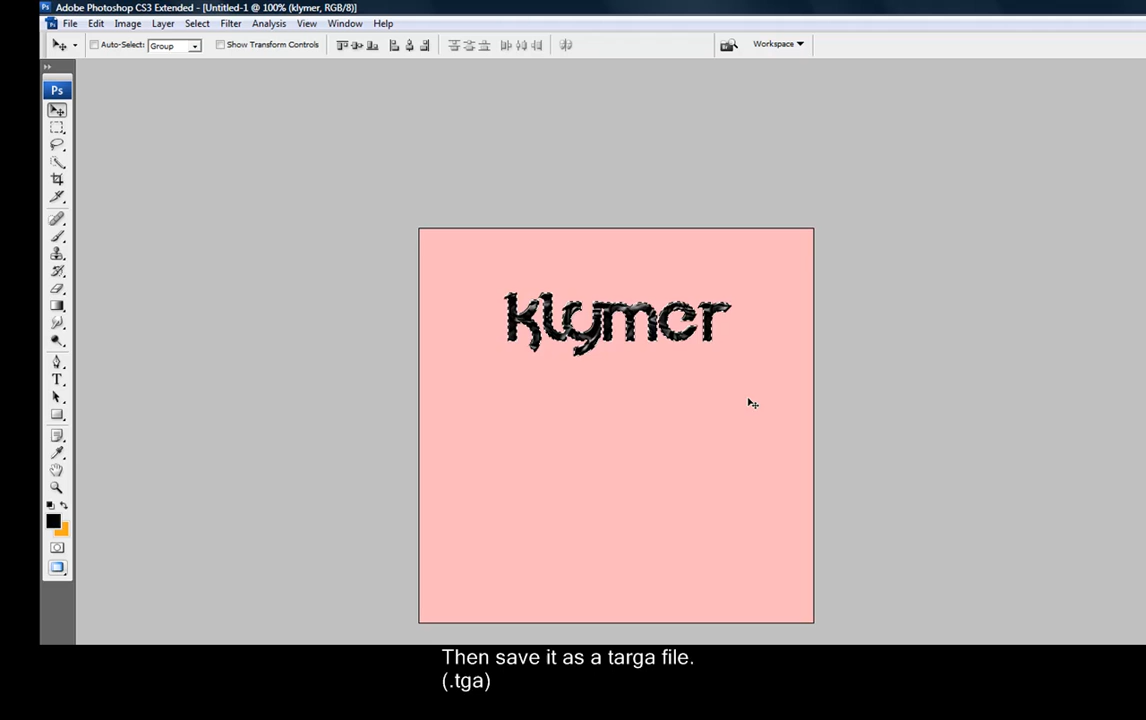 Adobe Photoshop CS3 Extended - [Untitled-1 @ 100% (klymer, RGB/8)]
File Edit Image Layer Select Filter Analysis View Window Help
Auto-Select: Group Show Transform Controls Workspace
Ps
T
klymer
Then save it as a targa file.
(.tga)